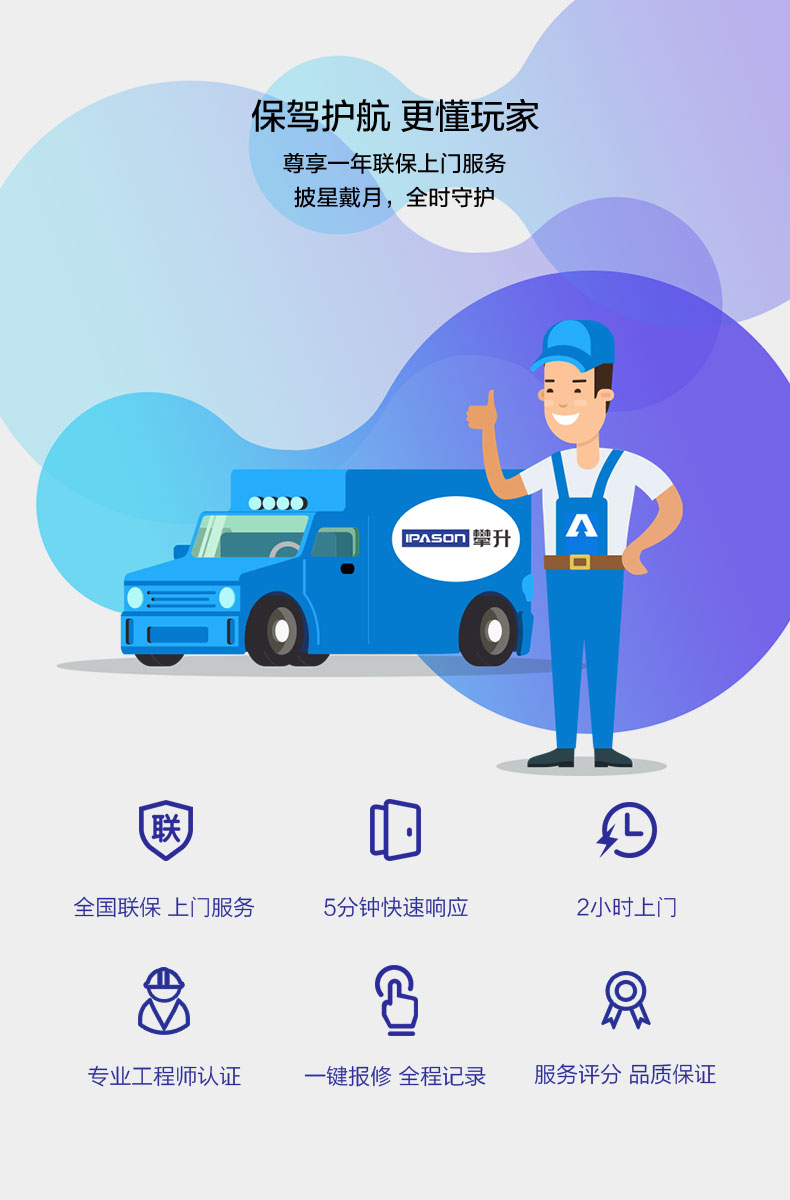 保驾护航 更懂玩家
尊享一年联保上门服务
披星戴月，全时守护
IPASON 攀升
联
全国联保 上门服务
5分钟快速响应
2小时上门
专业工程师认证
一键报修 全程记录
服务评分 品质保证